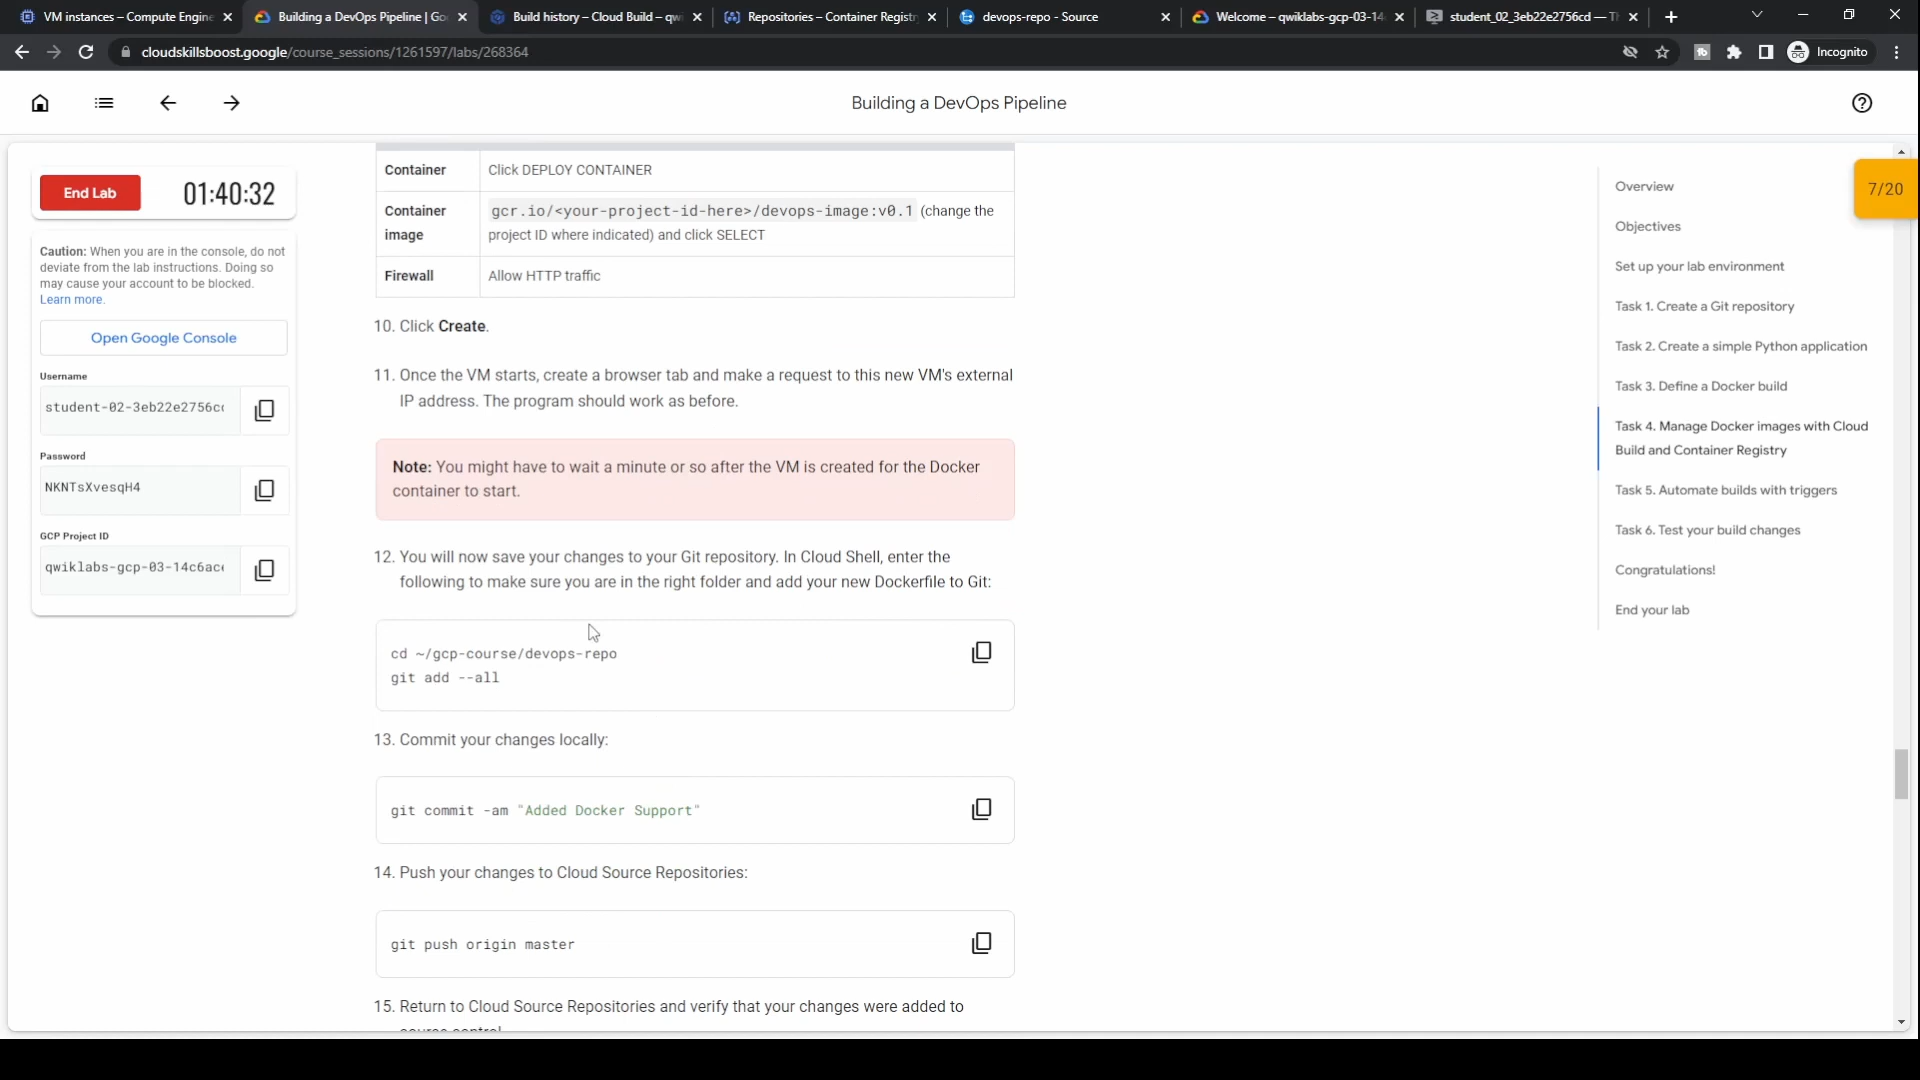 VM instances – Compute Engine
Building a DevOps Pipeline | Go
Build history – Cloud Build – qw
Repositories – Container Registr
devops-repo - Source
Welcome – qwiklabs-gcp-03-14
student_02_3eb22e2756cd — Th
cloudskillsboost.google/course_sessions/1261597/labs/268364
Incognito
Building a DevOps Pipeline
End Lab
01:40:32
Caution: When you are in the console, do not
deviate from the lab instructions. Doing so
may cause your account to be blocked.
Learn more.
Open Google Console
Username
student-02-3eb22e2756c
Password
NKNTsXvesqH4
GCP Project ID
qwiklabs-gcp-03-14c6ac
Container
Click DEPLOY CONTAINER
Container
image
gcr.io/<your-project-id-here>/devops-image:v0.1 (change the
project ID where indicated) and click SELECT
Firewall
Allow HTTP traffic
10. Click Create.
11. Once the VM starts, create a browser tab and make a request to this new VM's external
IP address. The program should work as before.
Note: You might have to wait a minute or so after the VM is created for the Docker
container to start.
12. You will now save your changes to your Git repository. In Cloud Shell, enter the
following to make sure you are in the right folder and add your new Dockerfile to Git:
cd ~/gcp-course/devops-repo
git add --all
13. Commit your changes locally:
git commit -am "Added Docker Support"
14. Push your changes to Cloud Source Repositories:
git push origin master
15. Return to Cloud Source Repositories and verify that your changes were added to
source control.
Overview
Objectives
Set up your lab environment
Task 1. Create a Git repository
Task 2. Create a simple Python application
Task 3. Define a Docker build
Task 4. Manage Docker images with Cloud
Build and Container Registry
Task 5. Automate builds with triggers
Task 6. Test your build changes
Congratulations!
End your lab
7/20